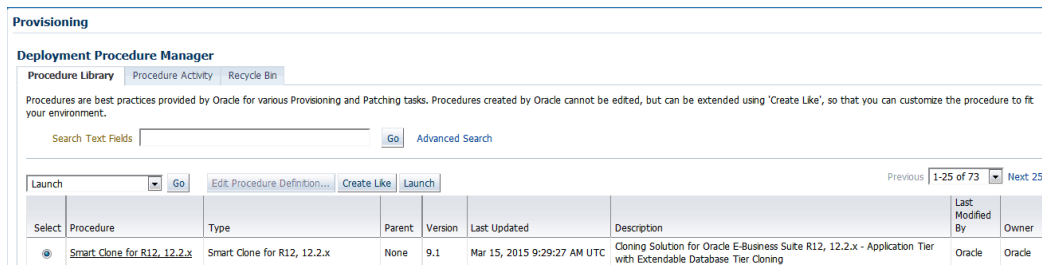 Provisioning
Deployment Procedure Manager
Procedure Library Procedure Activity Recycle Bin
Procedures are best practices provided by Oracle for various Provisioning and Patching tasks. Procedures created by Oracle cannot be edited, but can be extended using 'Create Like', so that you can customize the procedure to fit
your environment.
Search Text Fields Go Advanced Search
Launch Go Edit Procedure Definition... Create Like Launch Previous 1-25 of 73 Next 25
Last
Modified
Select Procedure Type Parent Version Last Updated Description By Owner
Smart Clone for R12, 12.2.x Smart Clone for R12, 12.2.x None 9.1 Mar 15, 2015 9:29:27 AM UTC Cloning Solution for Oracle E-Business Suite R12, 12.2.x - Application Tier Oracle Oracle
with Extendable Database Tier Cloning